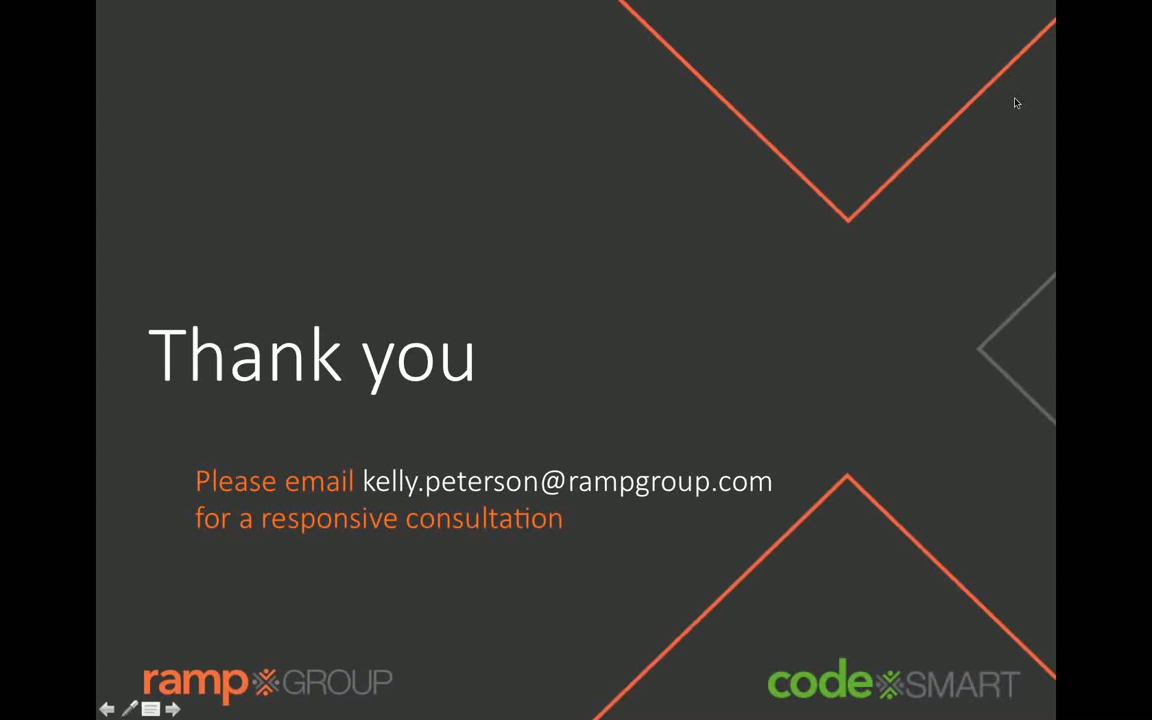 Thank you
Please email kelly.peterson@rampgroup.com
for a responsive consultation
ramp GROUP
code SMART